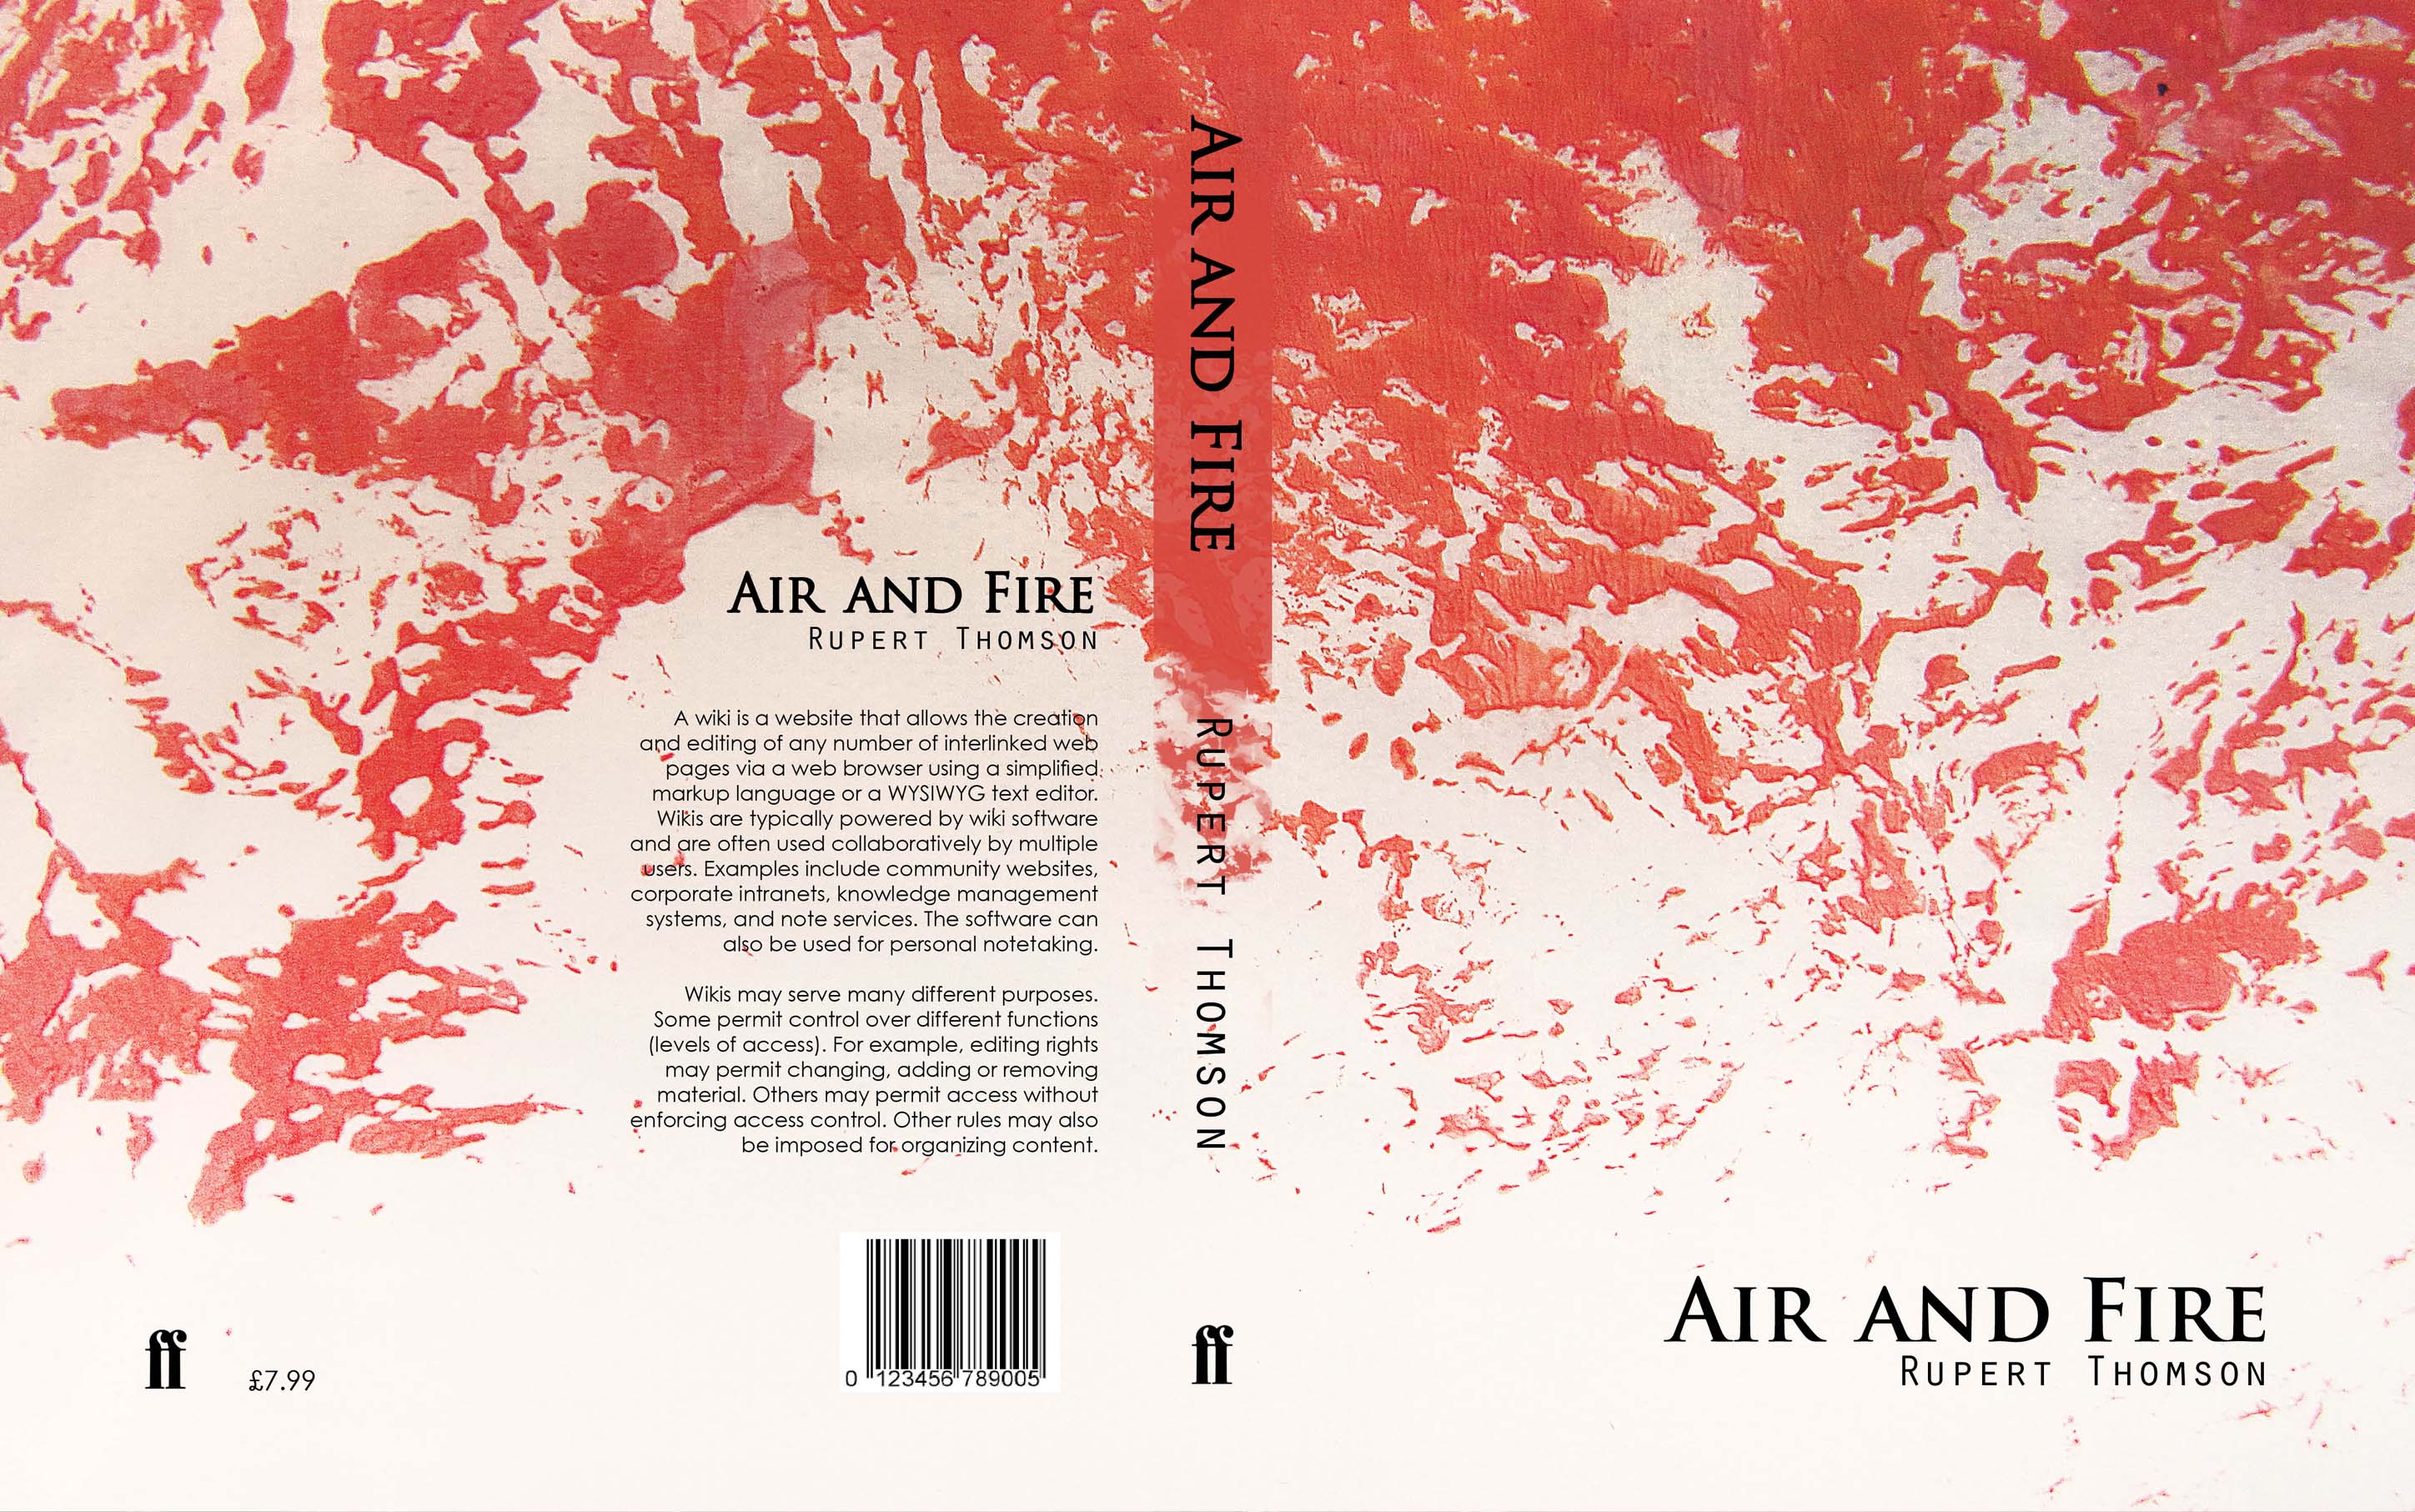 AIR AND FIRE
RUPERT THOMSON
A wiki is a website that allows the creation
and editing of any number of interlinked web
pages via a web browser using a simplified
markup language or a WYSIWYG text editor.
Wikis are typically powered by wiki software
and are often used collaboratively by multiple
users. Examples include community websites,
corporate intranets, knowledge management
systems, and note services. The software can
also be used for personal notetaking.
Wikis may serve many different purposes.
Some permit control over different functions
(levels of access). For example, editing rights
may permit changing, adding or removing
material. Others may permit access without
enforcing access control. Other rules may also
be imposed for organizing content.
ff
£7.99
0 123456 789005
AIR AND FIRE
RUPERT THOMSON
ff
AIR AND FIRE
RUPERT THOMSON